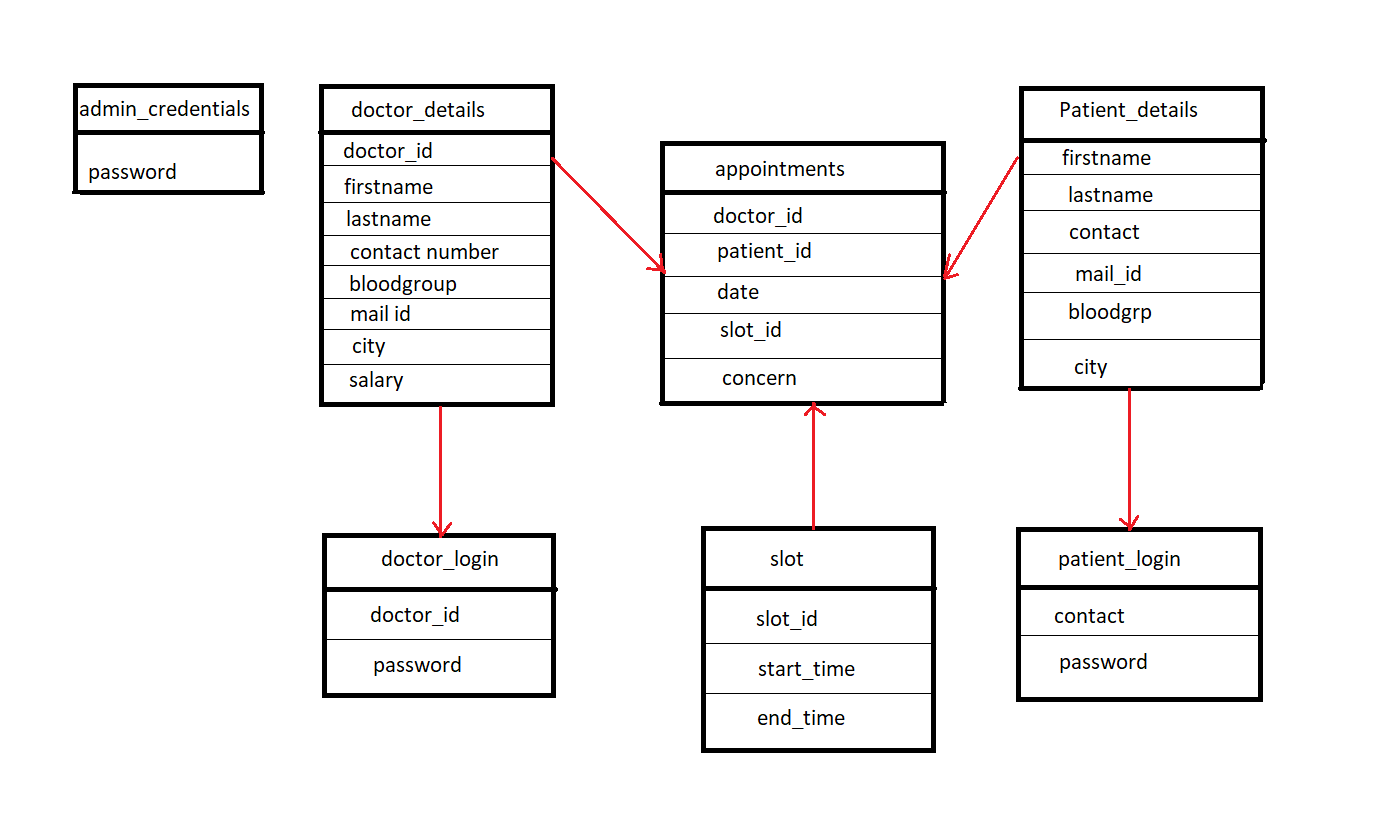 admin_credentials
password
doctor_details
doctor_id
firstname
lastname
contact number
bloodgroup
mail id
city
salary
appointments
doctor_id
patient_id
date
slot_id
concern
Patient_details
firstname
lastname
contact
mail_id
bloodgrp
city
doctor_login
doctor_id
password
slot
slot_id
start_time
end_time
patient_login
contact
password